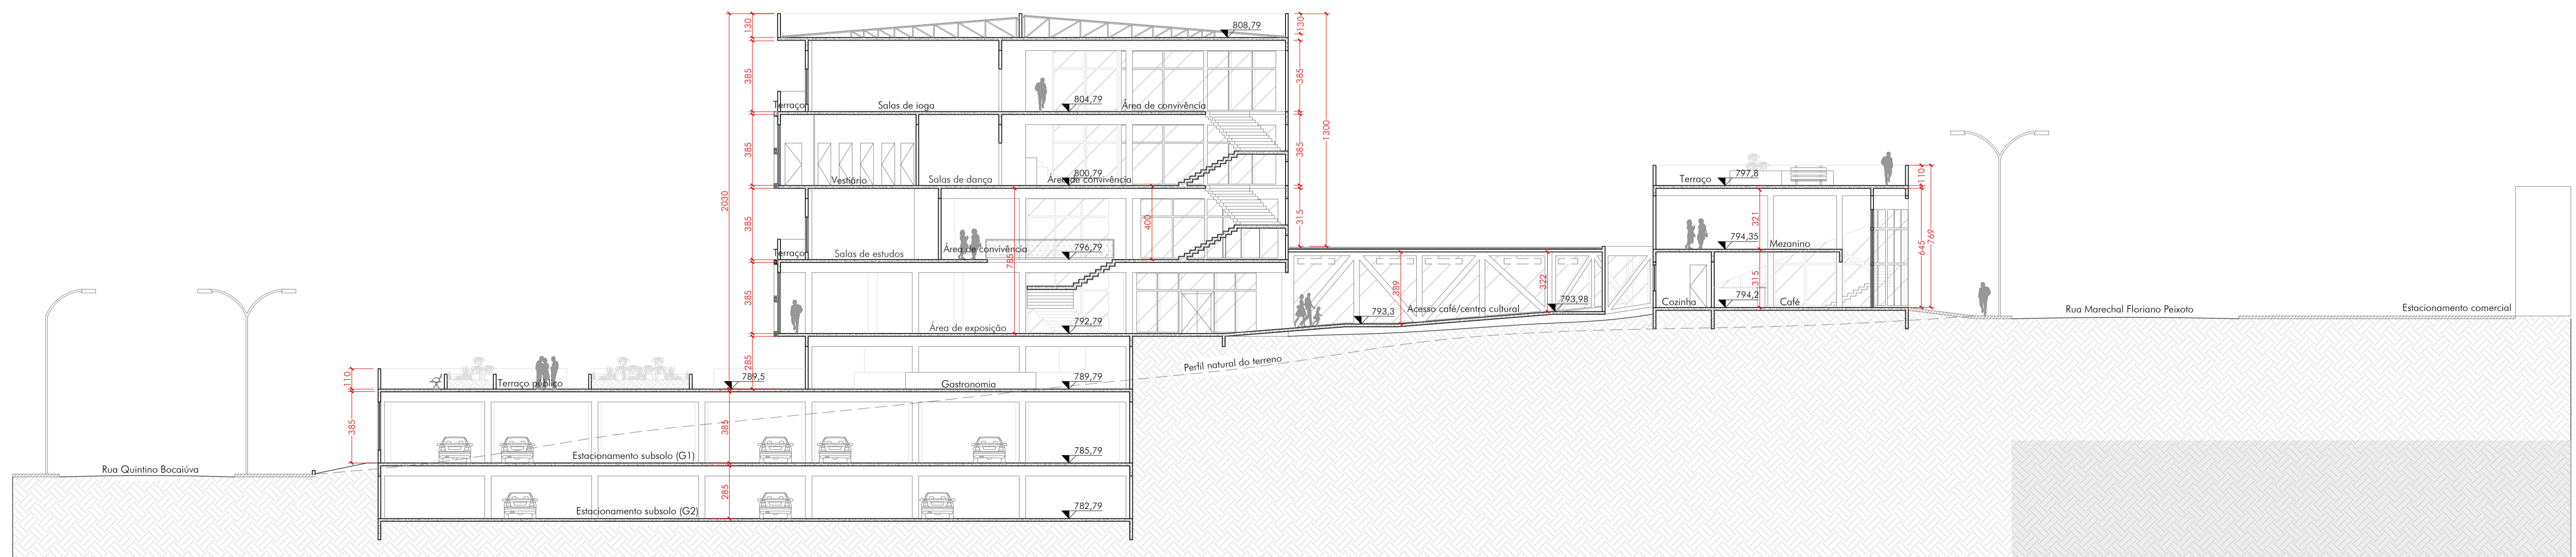 130
808,79
130
385
385
1300
Terraço
Salas de ioga
804,79
Área de convivência
2030
385
385
Vestiário
Salas de dança
800,79
Área de convivência
Terraço
797,8
110
385
400
315
321
769
645
Terraço
Salas de estudos
Área de convivência
785
796,79
794,35
Mezanino
385
389
322
315
Área de exposição
792,79
793,3
Acesso café/centro cultural
793,98
Cozinha
794,2
Café
Rua Marechal Floriano Peixoto
Estacionamento comercial
285
Perfil natural do terreno
110
Terraço público
789,5
Gastronomia
789,79
385
385
Rua Quintino Bocaiúva
Estacionamento subsolo (G1)
785,79
285
Estacionamento subsolo (G2)
782,79